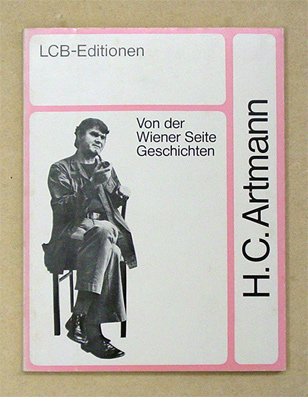 LCB-Editionen
Von der
Wiener Seite
Geschichten
H.C.Artmann